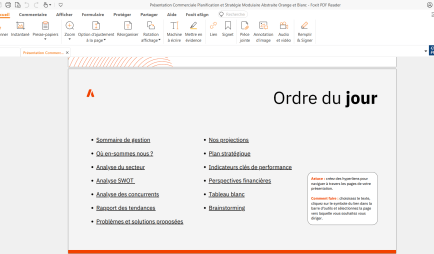 Présentation Commerciale Planification et Stratégie Moduleale Abstraite Orange et Blanc - Foxit PDF Reader
Commentaire Afficher Formulaire Protéger Partager Aide Foxit eSign Recherche
Instantané Presse-papiers Zoom Option d'ajustement à la page Réorganiser Rotation affichage Machine à écrire Mettre en évidence Lien Signet Pièce jointe Annotation d'image Audio et vidéo Remplir & Signer
Présentation Commer...
Ordre du jour
Sommaire de gestion
Où en-sommes nous ?
Analyse du secteur
Analyse SWOT
Analyse des concurrents
Rapport des tendances
Problèmes et solutions proposées
Nos projections
Plan stratégique
Indicateurs clés de performance
Perspectives financières
Tableau blanc
Brainstorming
Astuce : créez des hyperliens pour
naviguer à travers les pages de votre
présentation.
Comment faire : choisissez le texte,
cliquez sur le symbole du lien dans la
barre d'outils et sélectionnez la page
vers laquelle vous souhaitez vous
diriger.